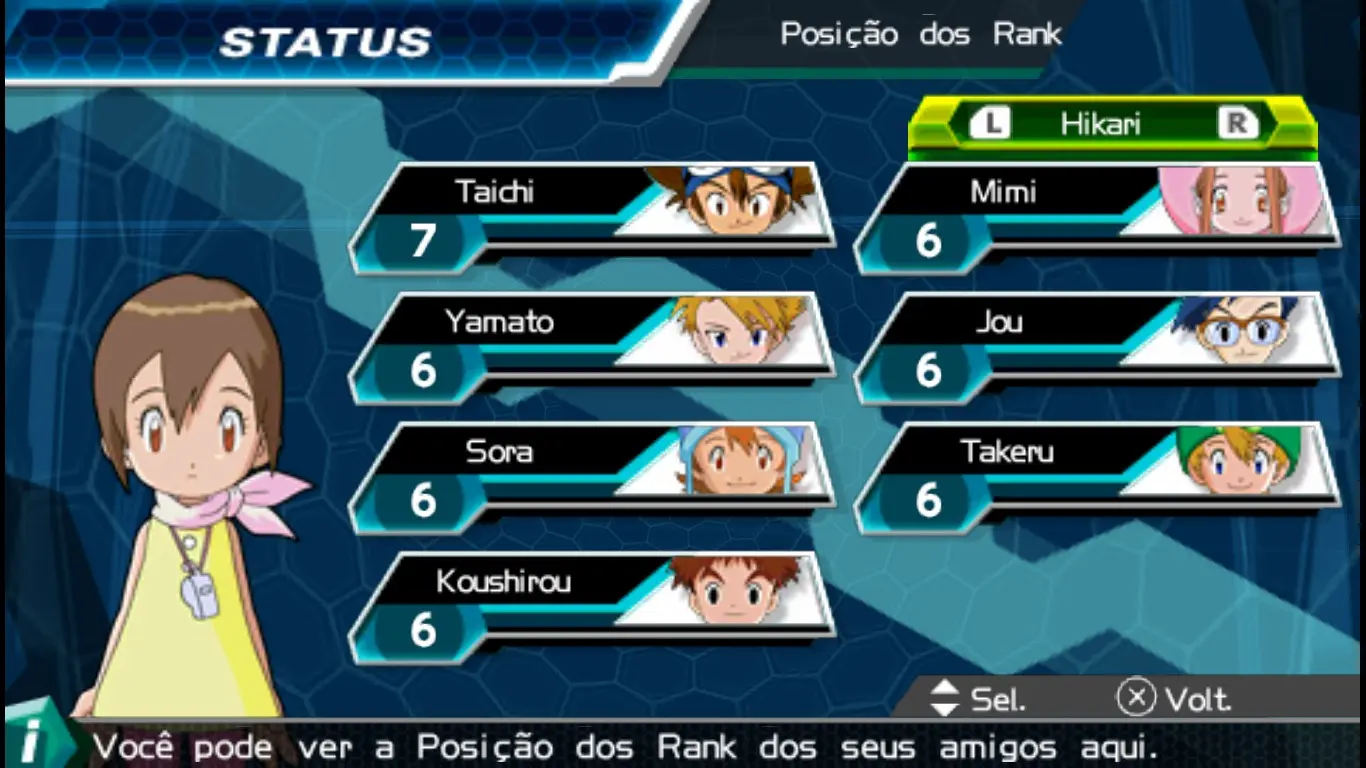 STATUS
Posição dos Rank
L Hikari R
Taichi
7
Mimi
6
Yamato
6
Jou
6
Sora
6
Takeru
6
Koushirou
6
Sel. Volt.
i Você pode ver a Posição dos Rank dos seus amigos aqui.